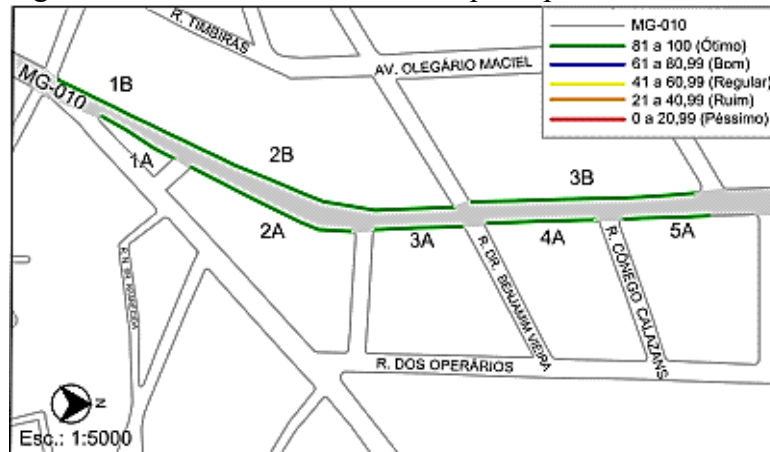 R. TIMBIRAS
AV. OLEGÁRIO MACIEL
MG-010
81 a 100 (Ótimo)
61 a 80,99 (Bom)
41 a 60,99 (Regular)
21 a 40,99 (Ruim)
0 a 20,99 (Péssimo)
MG-010
1B
2B
3B
1A
2A
3A
4A
5A
R. DR. BENJAMIM VIEIRA
R. CÔNEGO CALAZANS
R. DOS OPERÁRIOS
N
Esc.: 1:5000